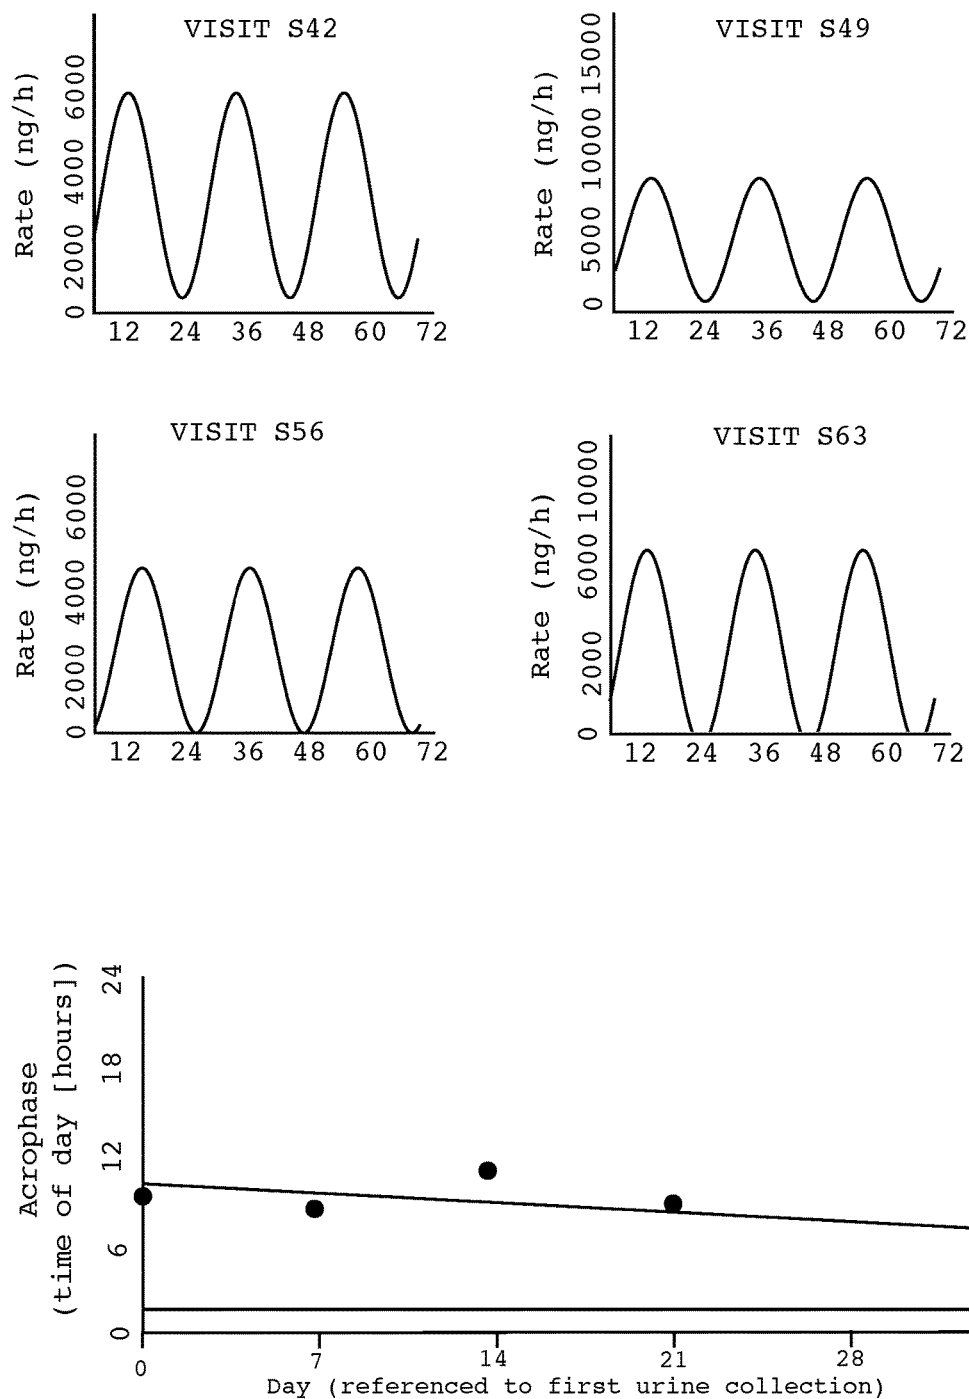 VISIT S42
Rate (ng/h)
0 2000 4000 6000
12 24 36 48 60 72
VISIT S49
Rate (ng/h)
0 5000 10000 15000
12 24 36 48 60 72
VISIT S56
Rate (ng/h)
0 2000 4000 6000
12 24 36 48 60 72
VISIT S63
Rate (ng/h)
0 2000 6000 10000
12 24 36 48 60 72
Acrophase
(time of day [hours])
0 6 12 18 24
0 7 14 21 28
Day (referenced to first urine collection)